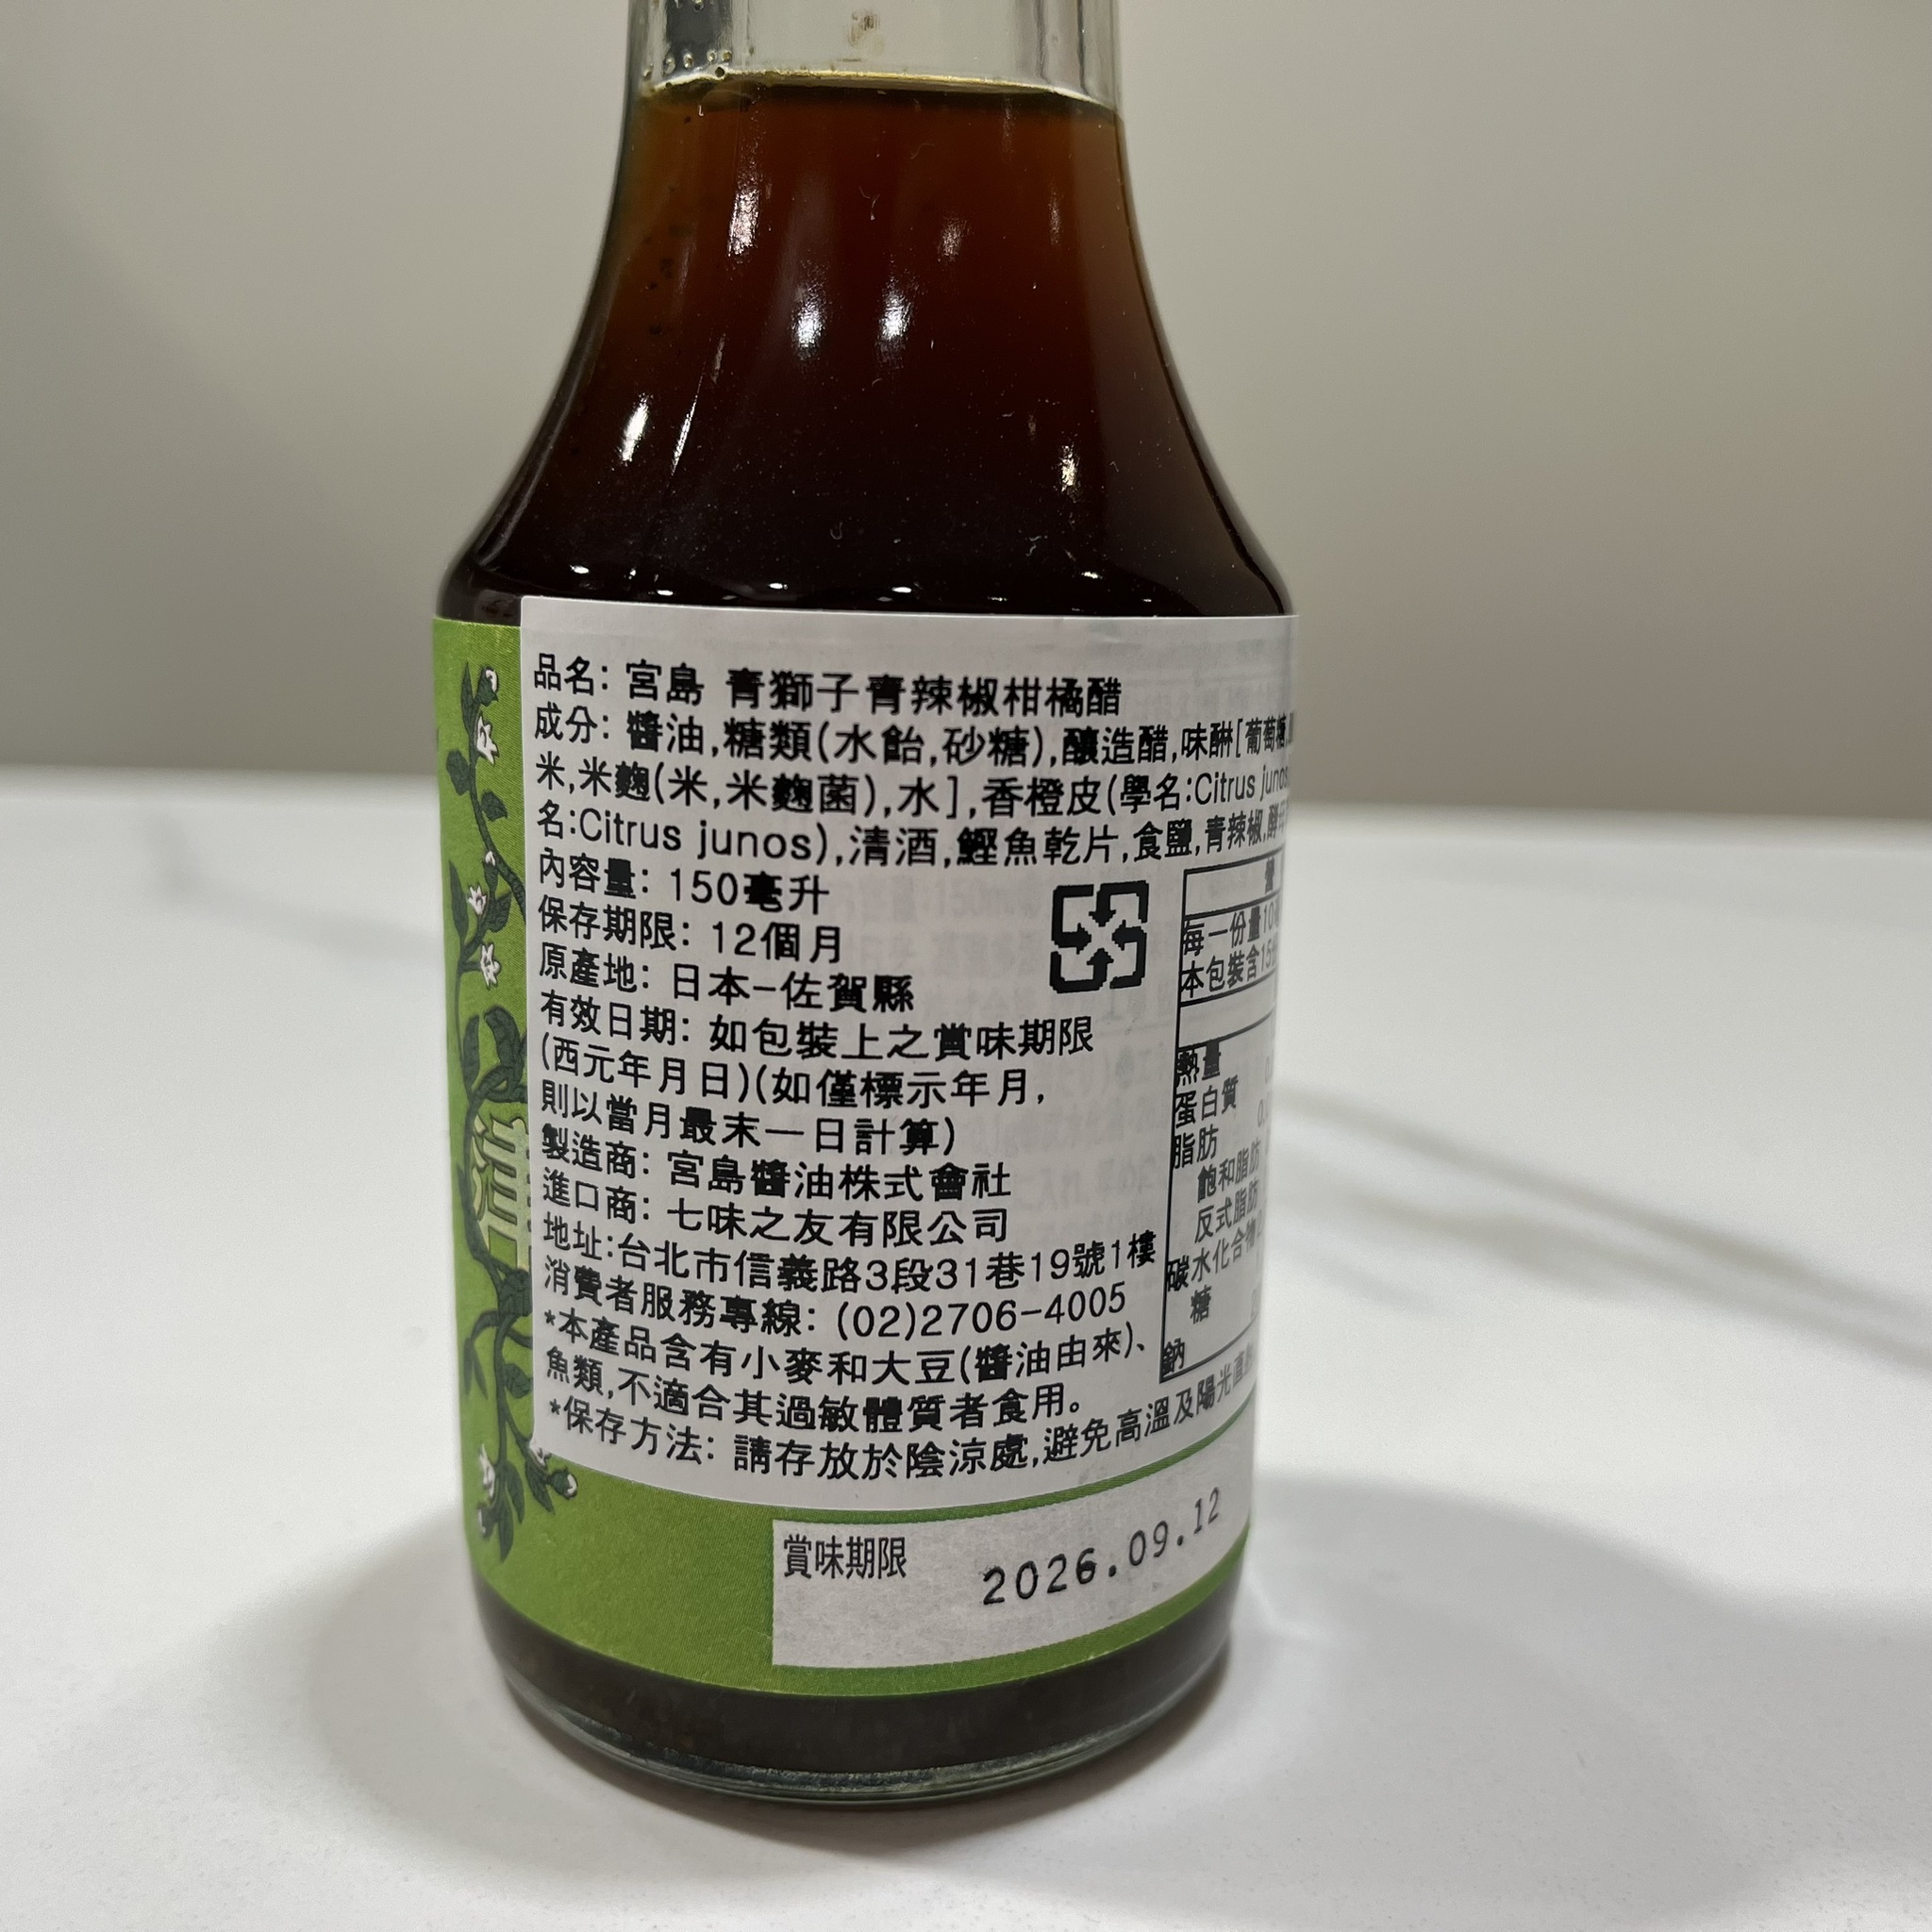 品名: 宮島 青獅子青辣椒柑橘醋
成分: 醬油,糖類(水飴,砂糖),釀造醋,味醂[葡萄糖
米,米麴(米,米麴菌),水],香橙皮(學名:Citrus junos
名:Citrus junos),清酒,鰹魚乾片,食鹽,青辣椒,酵母
內容量: 150毫升
保存期限: 12個月
原產地: 日本-佐賀縣
有效日期: 如包裝上之賞味期限
(西元年月日)(如僅標示年月,
則以當月最末一日計算)
製造商: 宮島醬油株式會社
進口商: 七味之友有限公司
地址:台北市信義路3段31巷19號1樓
消費者服務專線: (02)2706-4005
*本產品含有小麥和大豆(醬油由來)、
魚類,不適合其過敏體質者食用。
*保存方法: 請存放於陰涼處,避免高溫及陽光直
營
每一份量10
本包裝含15份
熱量
蛋白質
脂肪
飽和脂肪
反式脂肪
碳水化合物
糖
鈉
賞味期限 2026.09.12